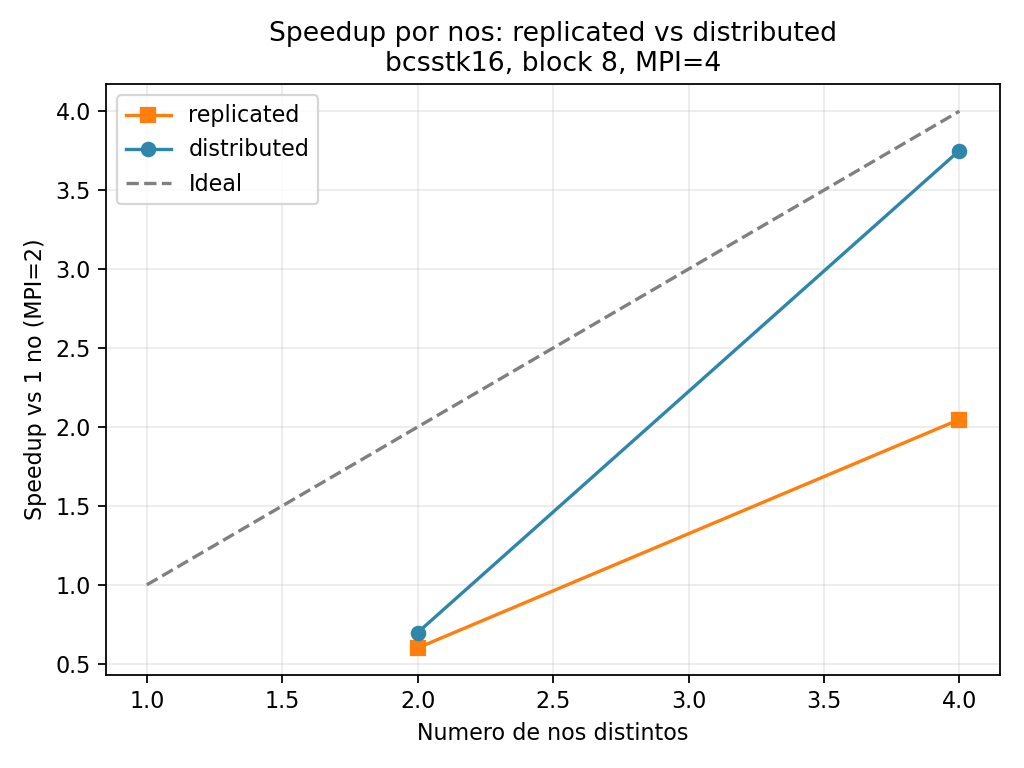 Speedup por nos: replicated vs distributed
bcsstk16, block 8, MPI=4
replicated
distributed
Ideal
Speedup vs 1 no (MPI=2)
4.0
3.5
3.0
2.5
2.0
1.5
1.0
0.5
1.0 1.5 2.0 2.5 3.0 3.5 4.0
Numero de nos distintos